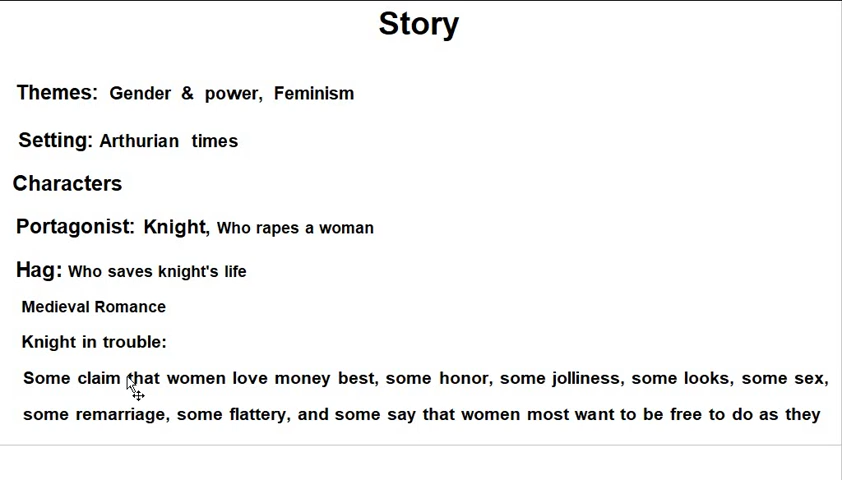 Story
Themes: Gender & power, Feminism
Setting: Arthurian times
Characters
Portagonist: Knight, Who rapes a woman
Hag: Who saves knight's life
Medieval Romance
Knight in trouble:
Some claim that women love money best, some honor, some jolliness, some looks, some sex,
some remarriage, some flattery, and some say that women most want to be free to do as they